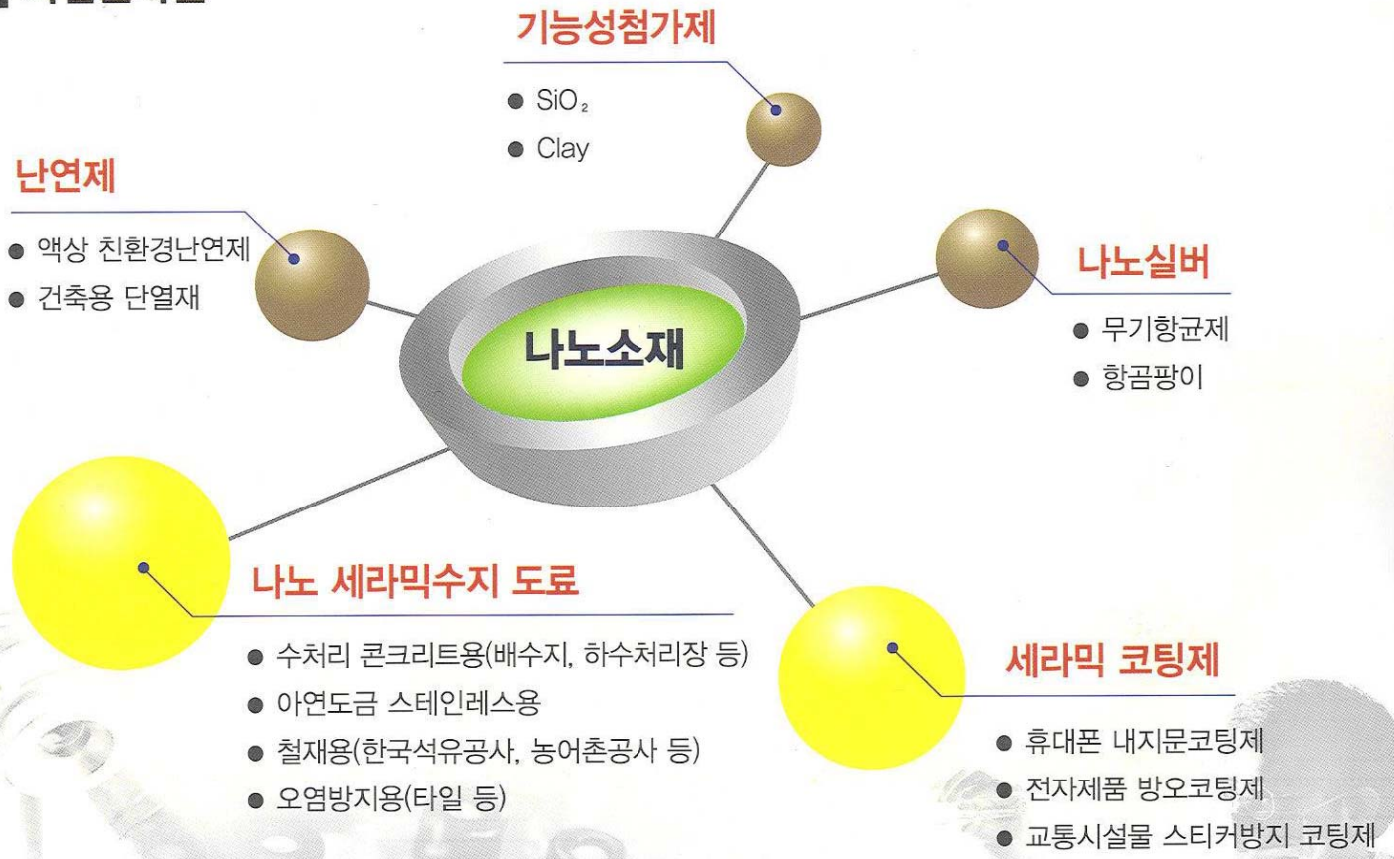 기능성첨가제
● SiO₂
● Clay
난연제
● 액상 친환경난연제
● 건축용 단열재
나노실버
● 무기항균제
● 항곰팡이
나노소재
나노 세라믹수지 도료
● 수처리 콘크리트용(배수지, 하수처리장 등)
● 아연도금 스테인레스용
● 철재용(한국석유공사, 농어촌공사 등)
● 오염방지용(타일 등)
세라믹 코팅제
● 휴대폰 내지문코팅제
● 전자제품 방오코팅제
● 교통시설물 스티커방지 코팅제